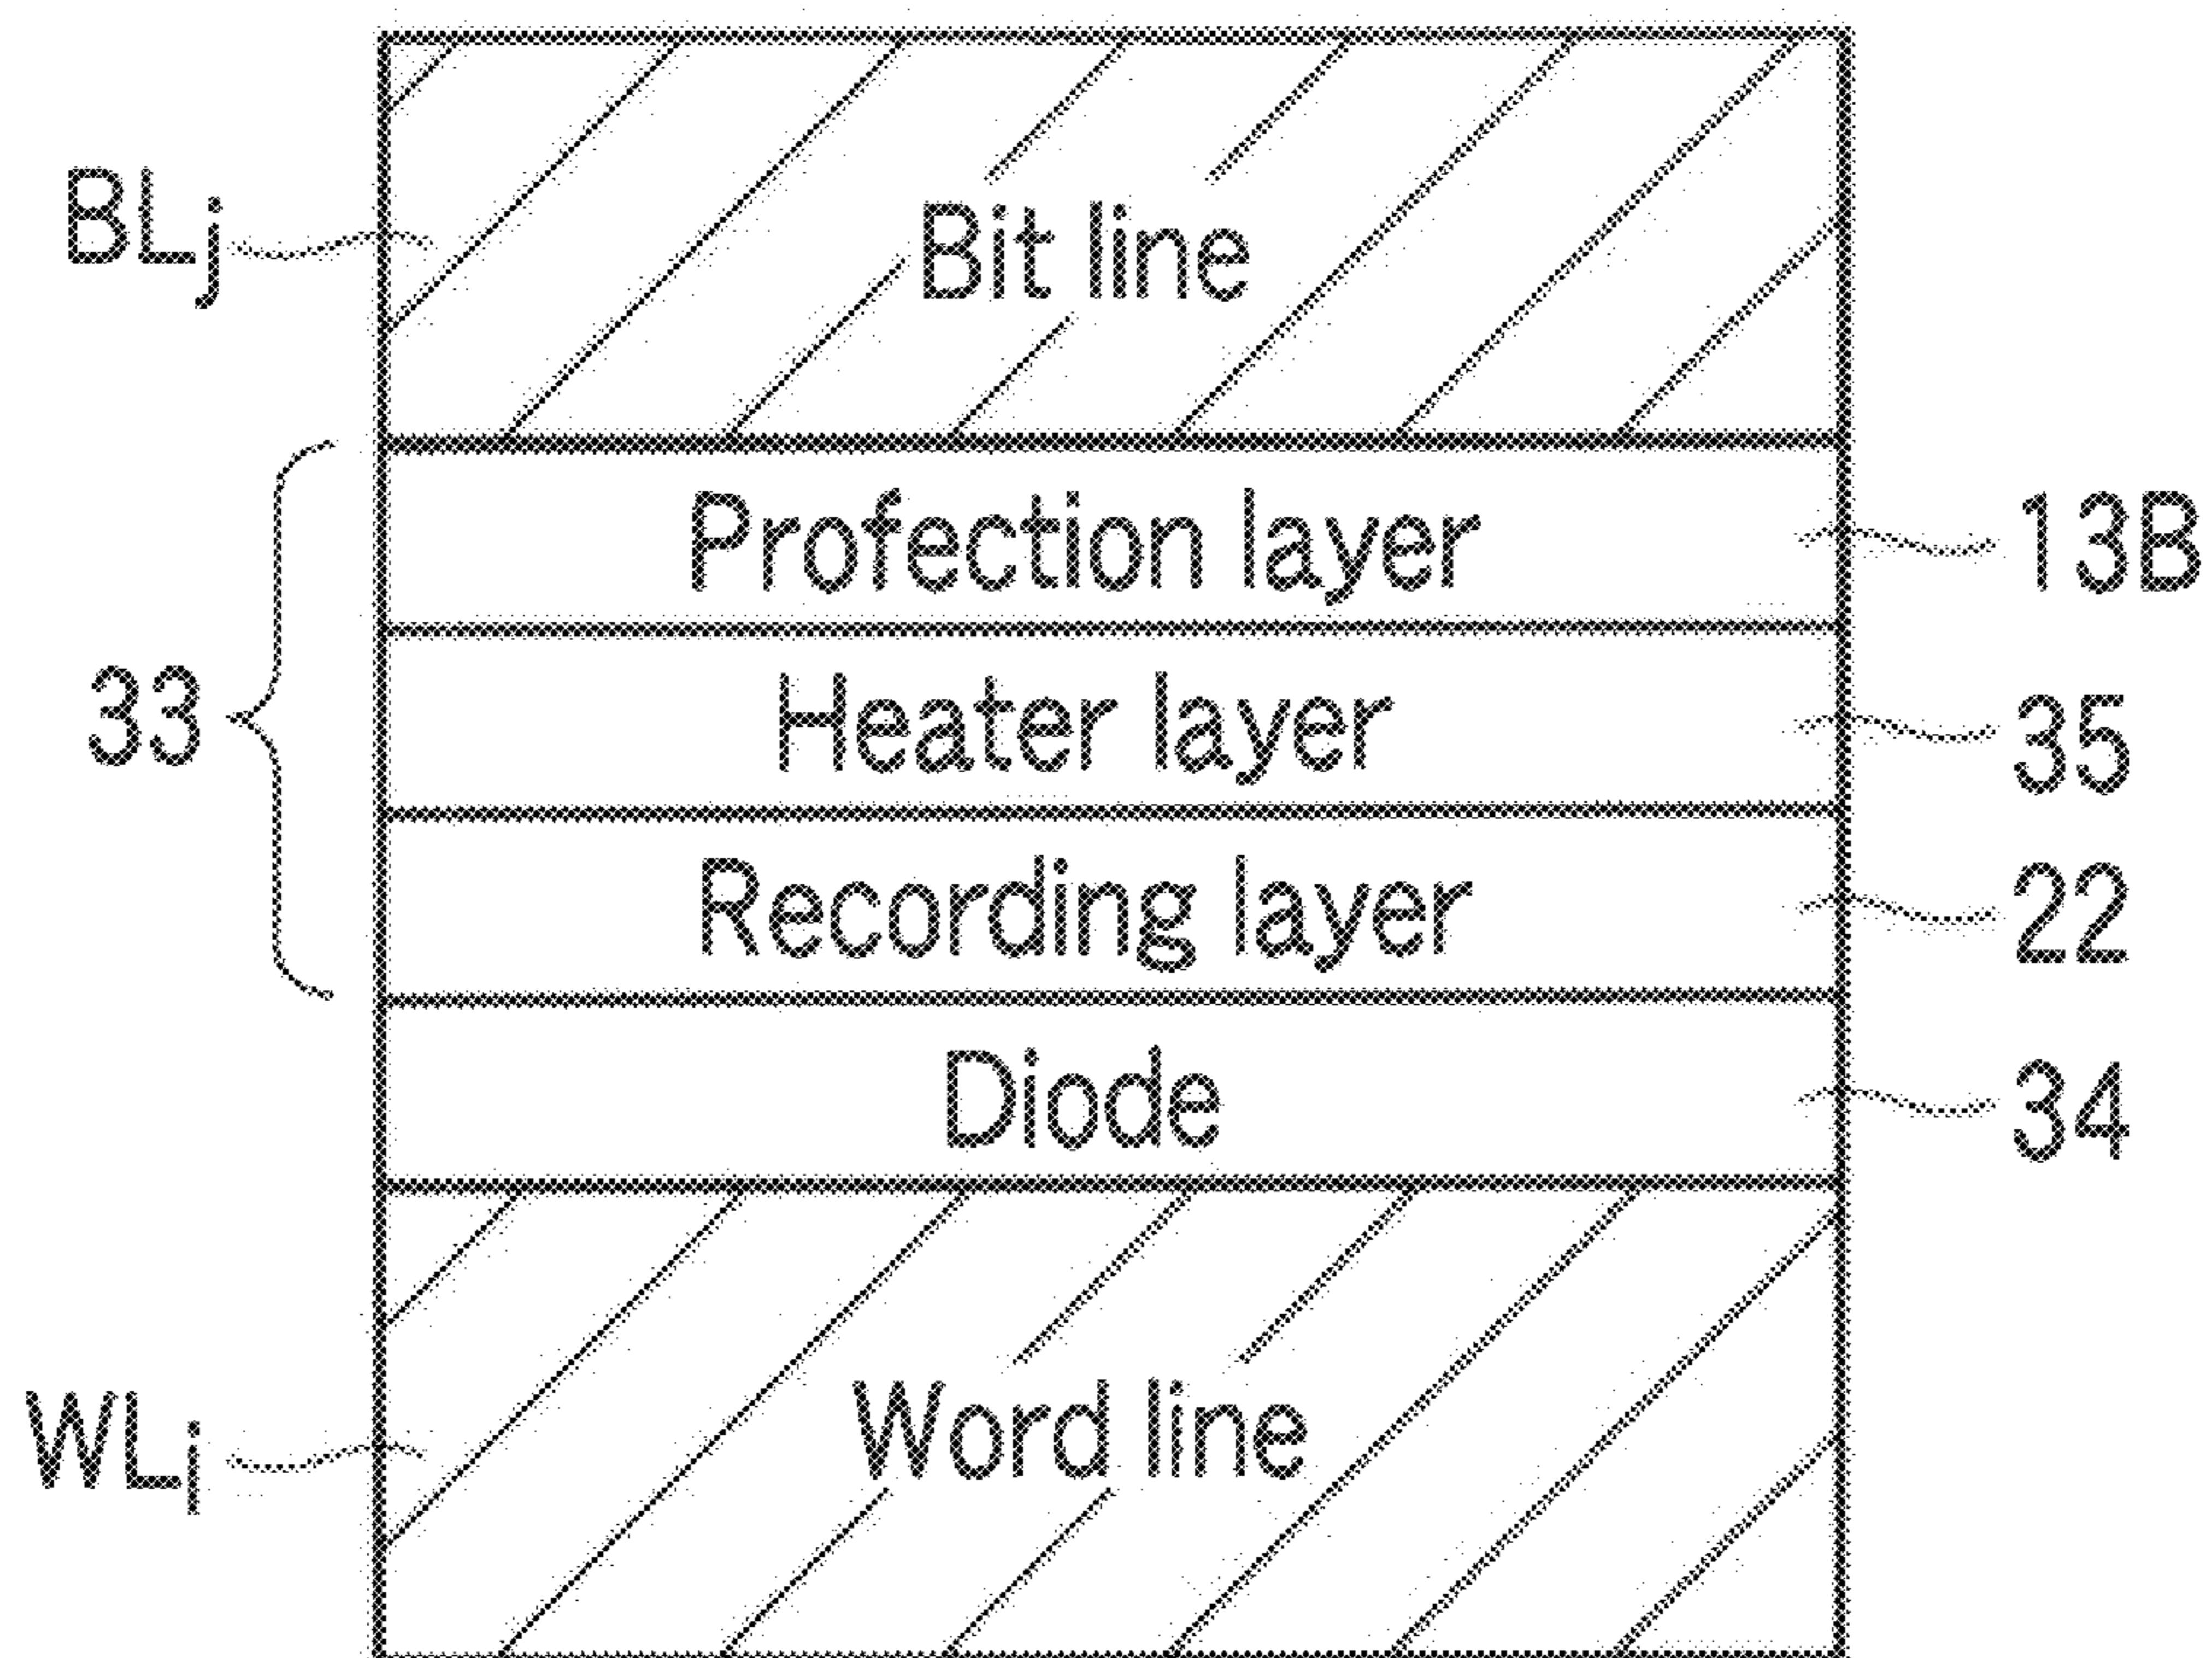 BLj
Bit line
Profection layer
13B
33
Heater layer
35
Recording layer
22
Diode
34
WLi
Word line